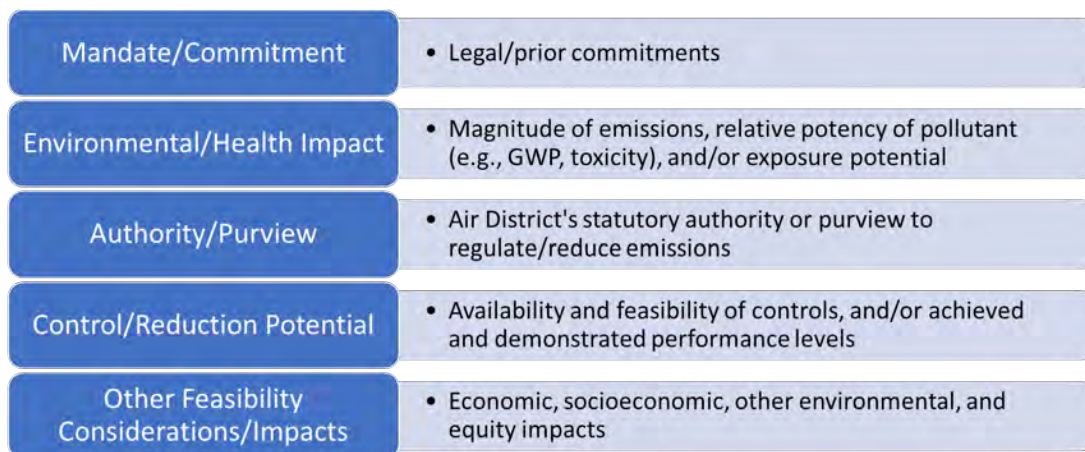 Mandate/Commitment
• Legal/prior commitments
Environmental/Health Impact
• Magnitude of emissions, relative potency of pollutant
(e.g., GWP, toxicity), and/or exposure potential
Authority/Purview
• Air District's statutory authority or purview to
regulate/reduce emissions
Control/Reduction Potential
• Availability and feasibility of controls, and/or achieved
and demonstrated performance levels
Other Feasibility
Considerations/Impacts
• Economic, socioeconomic, other environmental, and
equity impacts